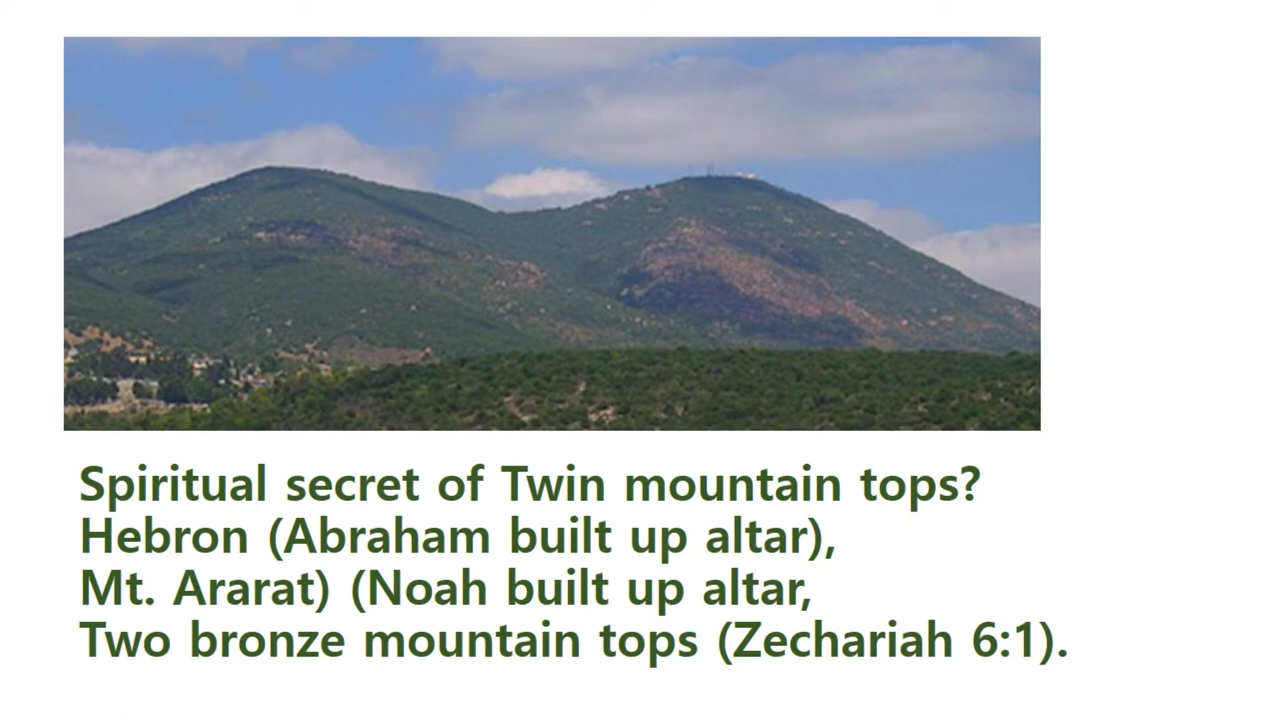 Spiritual secret of Twin mountain tops?
Hebron (Abraham built up altar),
Mt. Ararat) (Noah built up altar,
Two bronze mountain tops (Zechariah 6:1).